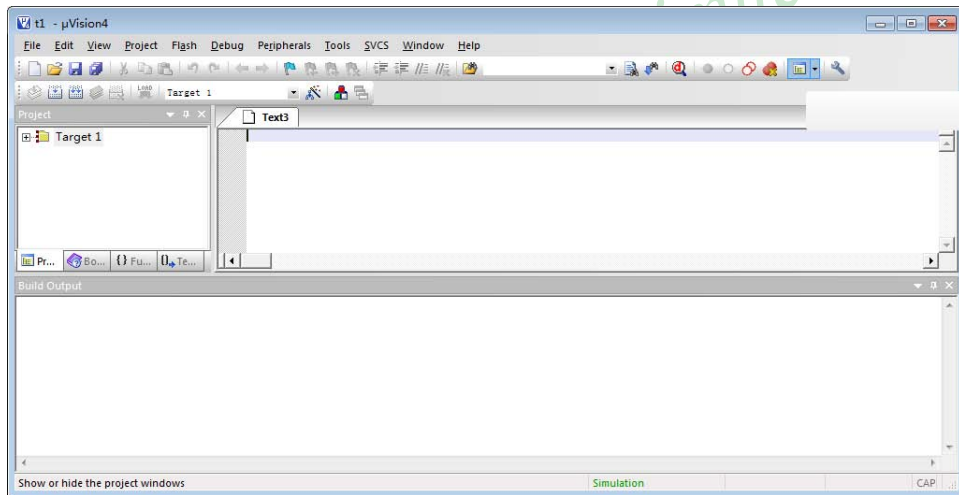 t1 - µVision4
File Edit View Project Flash Debug Peripherals Tools SVCS Window Help
LOAD Target 1
Project
Text3
Target 1
Pr... Bo... {} Fu... 0 Te...
Build Output
Show or hide the project windows Simulation CAP